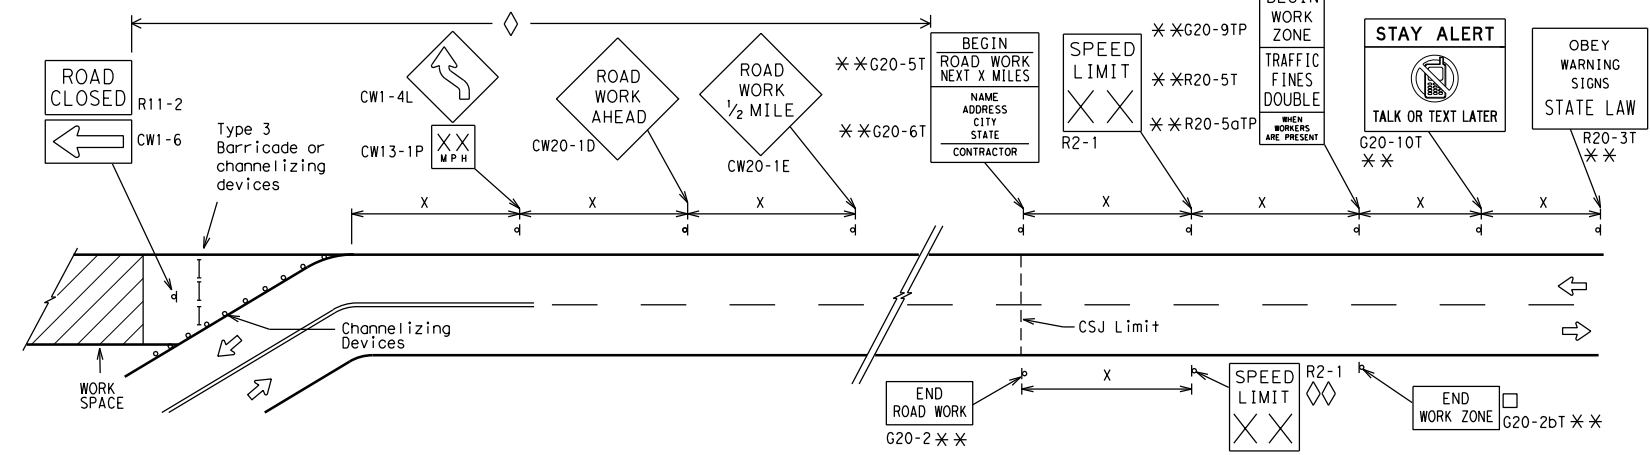 ROAD
CLOSED
R11-2
CW1-6
Type 3
Barricade or
channelizing
devices
CW1-4L
CW13-1P
X X
MPH
ROAD
WORK
AHEAD
CW20-1D
ROAD
WORK
1/2 MILE
CW20-1E
* *G20-5T
* *G20-6T
BEGIN
ROAD WORK
NEXT X MILES
NAME
ADDRESS
CITY
STATE
CONTRACTOR
SPEED
LIMIT
X X
R2-1
* *G20-9TP
* *R20-5T
* *R20-5aTP
BEGIN
WORK
ZONE
TRAFFIC
FINES
DOUBLE
WHEN
WORKERS
ARE PRESENT
STAY ALERT
TALK OR TEXT LATER
G20-10T
* *
OBEY
WARNING
SIGNS
STATE LAW
R20-3T
* *
X
X
X
X
X
X
X
Channelizing
Devices
WORK
SPACE
CSJ Limit
END
ROAD WORK
G20-2 * *
X
SPEED
LIMIT
X X
R2-1
END
WORK ZONE
G20-2bT * *